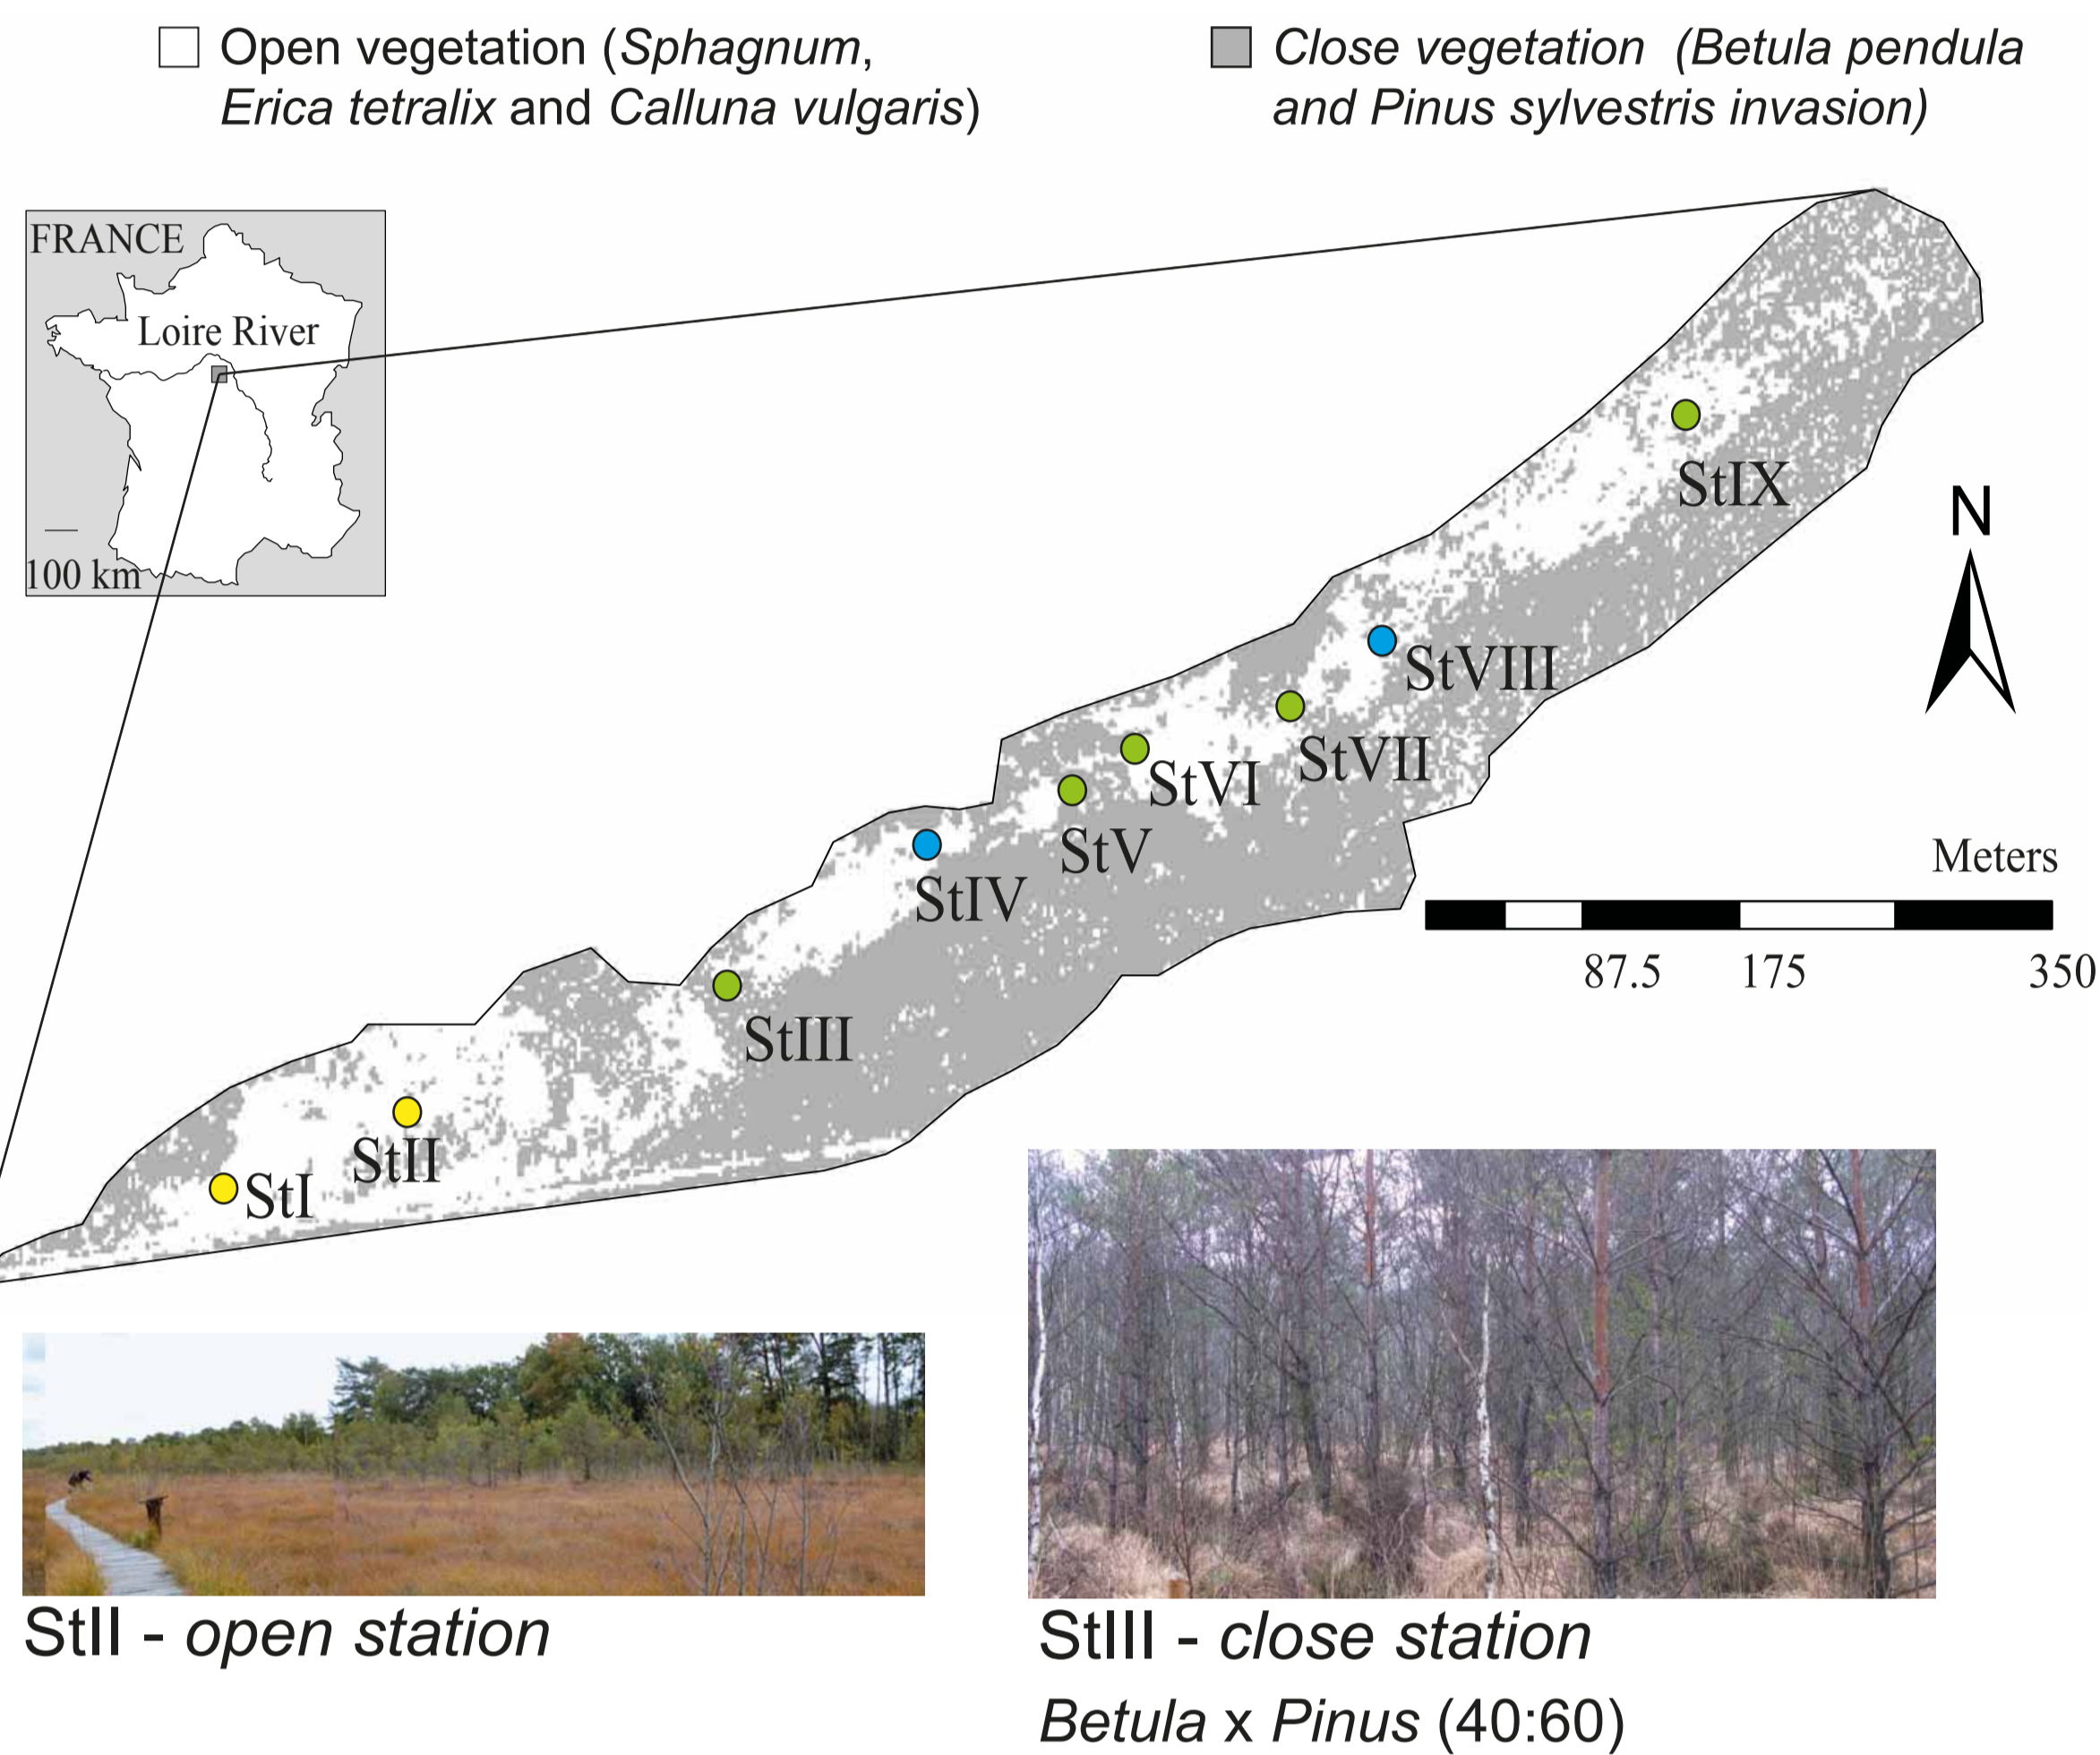 Open vegetation (Sphagnum,
Erica tetralix and Calluna vulgaris)
Close vegetation (Betula pendula
and Pinus sylvestris invasion)
FRANCE
Loire River
100 km
StIX
N
StVIII
StVII
StVI
StV
StIV
Meters
87.5 175 350
StIII
StII
StI
StII - open station
StIII - close station
Betula x Pinus (40:60)